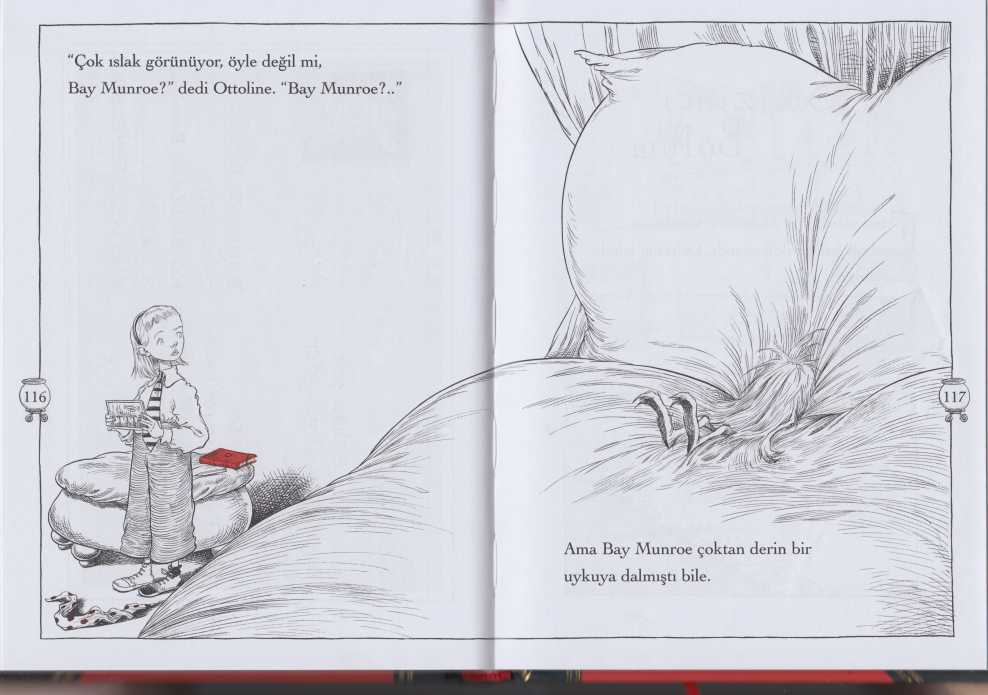 “Çok ıslak görünüyor, öyle değil mi,
Bay Munroe?” dedi Ottoline. “Bay Munroe?..”
116
117
Ama Bay Munroe çoktan derin bir
uykuya dalmıştı bile.